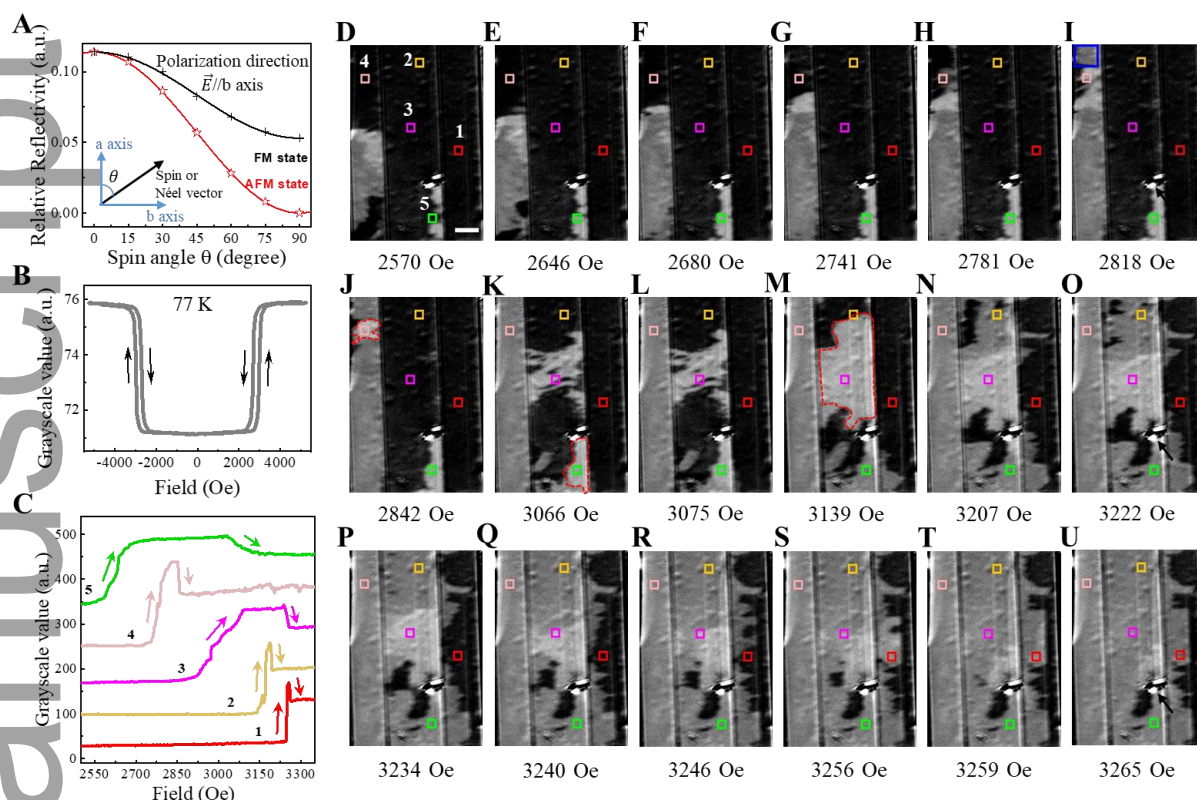 A
Relative Reflectivity (a.u.)
0.10
0.05
0.00
Polarization direction
E//b axis
a axis
θ
Spin or
Néel vector
b axis
FM state
AFM state
0 15 30 45 60 75 90
Spin angle θ (degree)
B
77 K
Grayscale value (a.u.)
76
74
72
-4000 -2000 0 2000 4000
Field (Oe)
C
Grayscale value (a.u.)
500
400
300
200
100
0
5
4
3
2
1
2550 2700 2850 3000 3150 3300
Field (Oe)
D E F G H I
4 2
3
1
5
2570 Oe 2646 Oe 2680 Oe 2741 Oe 2781 Oe 2818 Oe
J K L M N O
2842 Oe 3066 Oe 3075 Oe 3139 Oe 3207 Oe 3222 Oe
P Q R S T U
3234 Oe 3240 Oe 3246 Oe 3256 Oe 3259 Oe 3265 Oe